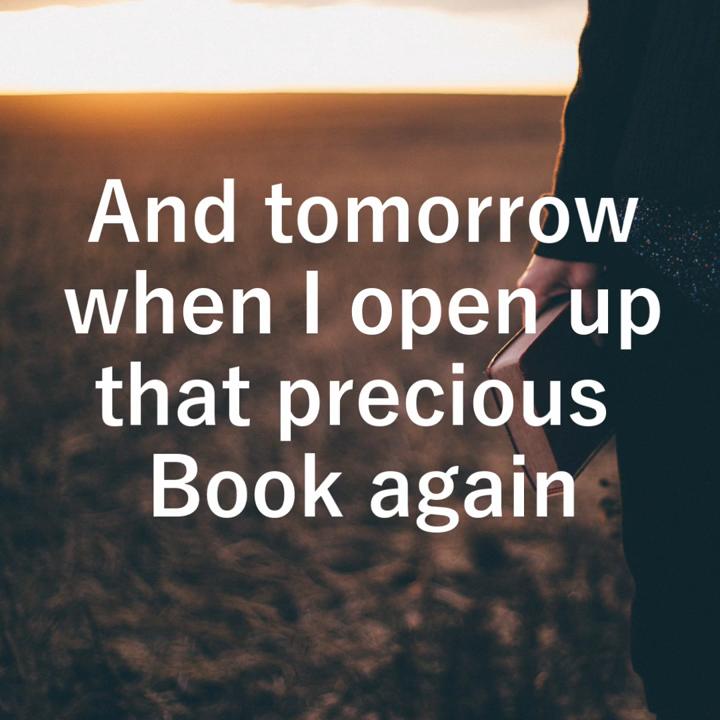 And tomorrow
when I open up
that precious
Book again